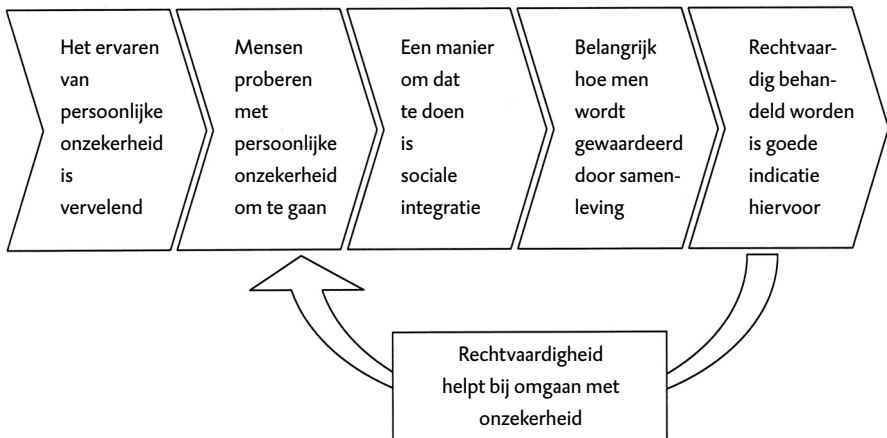 Het ervaren
van
persoonlijke
onzekerheid
is
vervelend
Mensen
proberen
met
persoonlijke
onzekerheid
om te gaan
Een manier
om dat
te doen
is
sociale
integratie
Belangrijk
hoe men
wordt
gewaardeerd
door samen-
leving
Rechtvaar-
dig behan-
deld worden
is goede
indicatie
hiervoor
Rechtvaardigheid
helpt bij omgaan met
onzekerheid